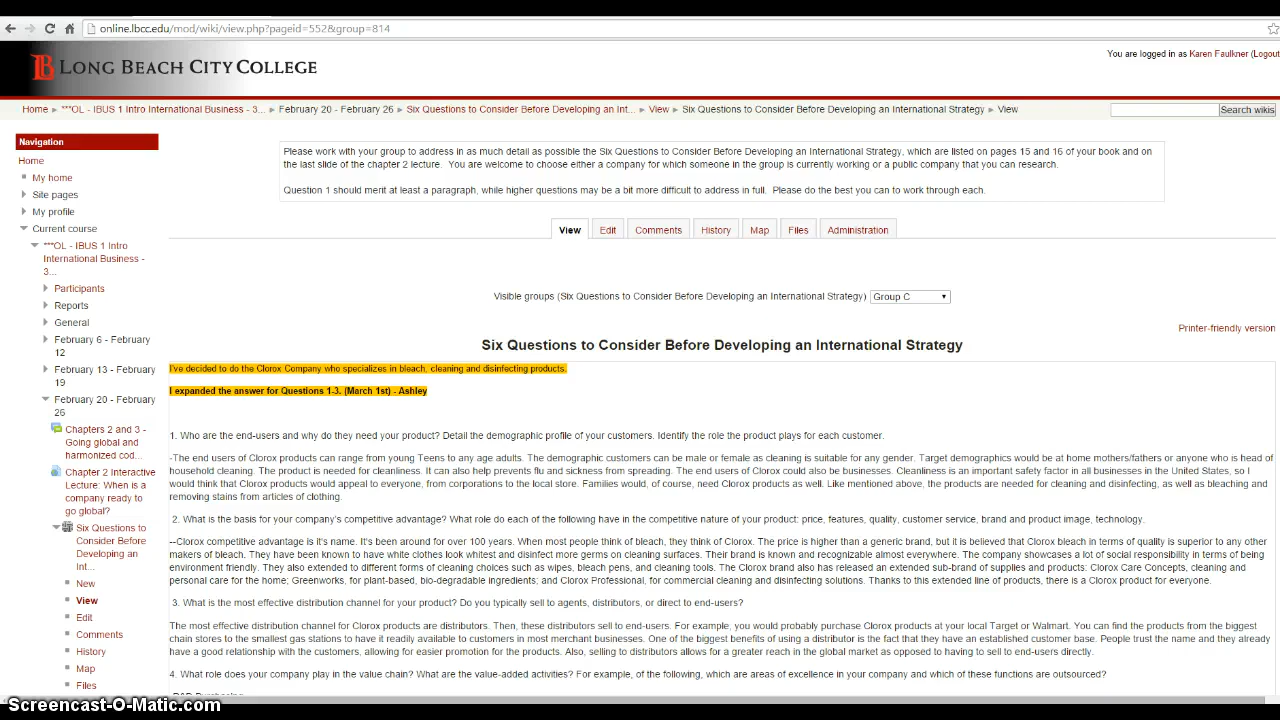 online.lbcc.edu/mod/wiki/view.php?pageid=552&group=814
You are logged in as Karen Faulkner (Logout
LB LONG BEACH CITY COLLEGE
Home ► ***OL - IBUS 1 Intro International Business - 3... ► February 20 - February 26 ► Six Questions to Consider Before Developing an Int... ► View ► Six Questions to Consider Before Developing an International Strategy ► View
Search wikis
Navigation
Home
My home
Site pages
My profile
Current course
***OL - IBUS 1 Intro
International Business -
3...
Participants
Reports
General
February 6 - February
12
February 13 - February
19
February 20 - February
26
Chapters 2 and 3 -
Going global and
harmonized cod...
Chapter 2 Interactive
Lecture: When is a
company ready to
go global?
Six Questions to
Consider Before
Developing an
Int...
New
View
Edit
Comments
History
Map
Files
Please work with your group to address in as much detail as possible the Six Questions to Consider Before Developing an International Strategy, which are listed on pages 15 and 16 of your book and on
the last slide of the chapter 2 lecture. You are welcome to choose either a company for which someone in the group is currently working or a public company that you can research.
Question 1 should merit at least a paragraph, while higher questions may be a bit more difficult to address in full. Please do the best you can to work through each.
View Edit Comments History Map Files Administration
Visible groups (Six Questions to Consider Before Developing an International Strategy) Group C
Printer-friendly version
Six Questions to Consider Before Developing an International Strategy
I've decided to do the Clorox Company who specializes in bleach, cleaning and disinfecting products.
I expanded the answer for Questions 1-3. (March 1st) - Ashley
1. Who are the end-users and why do they need your product? Detail the demographic profile of your customers. Identify the role the product plays for each customer.
-The end users of Clorox products can range from young Teens to any age adults. The demographic customers can be male or female as cleaning is suitable for any gender. Target demographics would be at home mothers/fathers or anyone who is head of
household cleaning. The product is needed for cleanliness. It can also help prevents flu and sickness from spreading. The end users of Clorox could also be businesses. Cleanliness is an important safety factor in all businesses in the United States, so I
would think that Clorox products would appeal to everyone, from corporations to the local store. Families would, of course, need Clorox products as well. Like mentioned above, the products are needed for cleaning and disinfecting, as well as bleaching and
removing stains from articles of clothing.
2. What is the basis for your company's competitive advantage? What role do each of the following have in the competitive nature of your product: price, features, quality, customer service, brand and product image, technology.
--Clorox competitive advantage is it's name. It's been around for over 100 years. When most people think of bleach, they think of Clorox. The price is higher than a generic brand, but it is believed that Clorox bleach in terms of quality is superior to any other
makers of bleach. They have been known to have white clothes look whitest and disinfect more germs on cleaning surfaces. Their brand is known and recognizable almost everywhere. The company showcases a lot of social responsibility in terms of being
environment friendly. They also extended to different forms of cleaning choices such as wipes, bleach pens, and cleaning tools. The Clorox brand also has released an extended sub-brand of supplies and products: Clorox Care Concepts, cleaning and
personal care for the home; Greenworks, for plant-based, bio-degradable ingredients; and Clorox Professional, for commercial cleaning and disinfecting solutions. Thanks to this extended line of products, there is a Clorox product for everyone.
3. What is the most effective distribution channel for your product? Do you typically sell to agents, distributors, or direct to end-users?
The most effective distribution channel for Clorox products are distributors. Then, these distributors sell to end-users. For example, you would probably purchase Clorox products at your local Target or Walmart. You can find the products from the biggest
chain stores to the smallest gas stations to have it readily available to customers in most merchant businesses. One of the biggest benefits of using a distributor is the fact that they have an established customer base. People trust the name and they already
have a good relationship with the customers, allowing for easier promotion for the products. Also, selling to distributors allows for a greater reach in the global market as opposed to having to sell to end-users directly.
4. What role does your company play in the value chain? What are the value-added activities? For example, of the following, which are areas of excellence in your company and which of these functions are outsourced?
Screencast-O-Matic.com